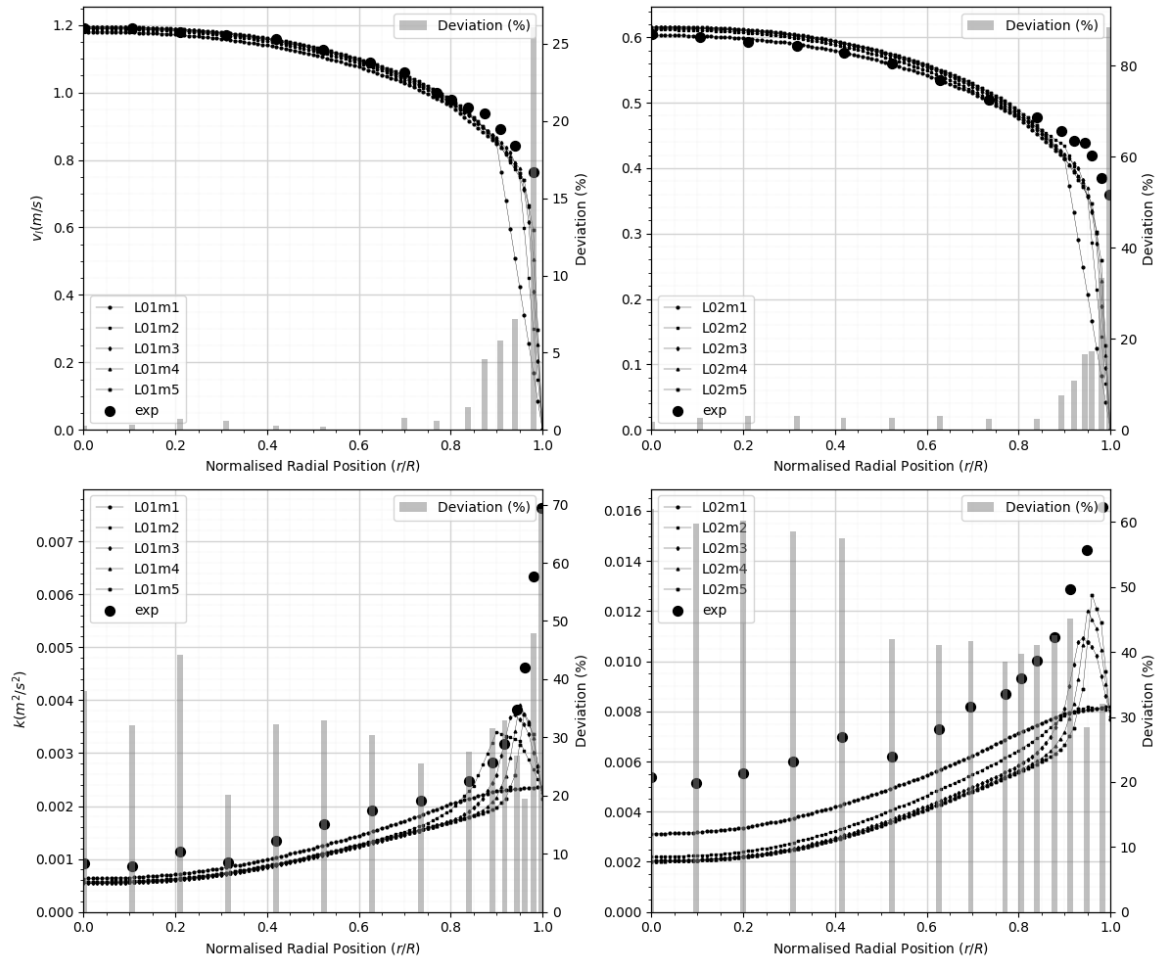 1.2
1.0
0.8
0.6
0.4
0.2
0.0
v_l(m/s)
Deviation (%)
L01m1
L01m2
L01m3
L01m4
L01m5
exp
25
20
15
10
5
0
Deviation (%)
0.0 0.2 0.4 0.6 0.8 1.0
Normalised Radial Position (r/R)
0.6
0.5
0.4
0.3
0.2
0.1
0.0
Deviation (%)
L02m1
L02m2
L02m3
L02m4
L02m5
exp
80
60
40
20
0
Deviation (%)
0.0 0.2 0.4 0.6 0.8 1.0
Normalised Radial Position (r/R)
0.007
0.006
0.005
0.004
0.003
0.002
0.001
0.000
k(m²/s²)
L01m1
L01m2
L01m3
L01m4
L01m5
exp
Deviation (%)
70
60
50
40
30
20
10
0
Deviation (%)
0.0 0.2 0.4 0.6 0.8 1.0
Normalised Radial Position (r/R)
0.016
0.014
0.012
0.010
0.008
0.006
0.004
0.002
0.000
L02m1
L02m2
L02m3
L02m4
L02m5
exp
Deviation (%)
60
50
40
30
20
10
0
Deviation (%)
0.0 0.2 0.4 0.6 0.8 1.0
Normalised Radial Position (r/R)